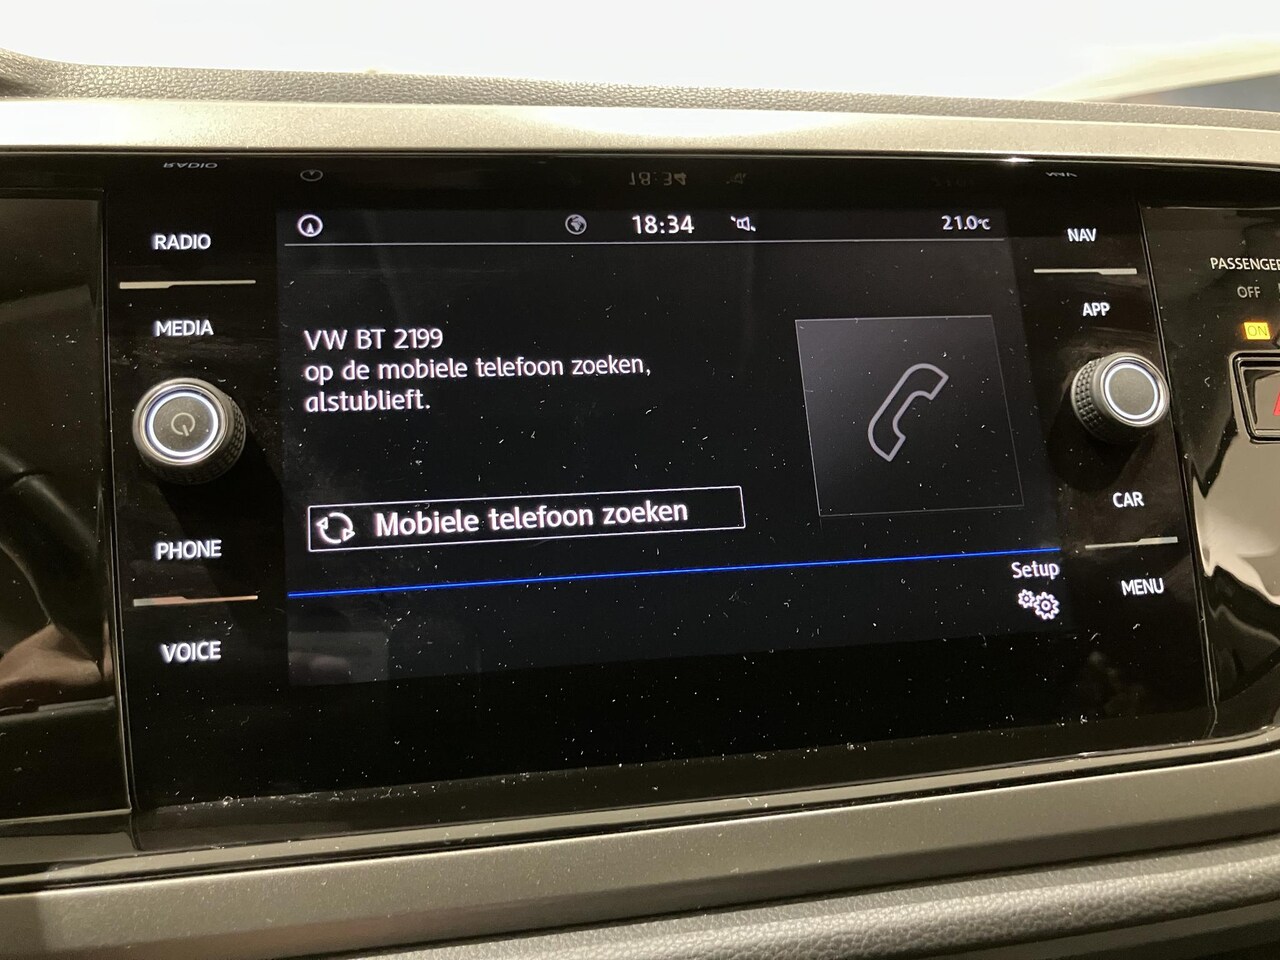 RADIO
MEDIA
PHONE
VOICE
18:34
21.0°C
VW BT 2199
op de mobiele telefoon zoeken,
alstublieft.
Mobiele telefoon zoeken
Setup
NAV
APP
CAR
MENU
PASSENGER
OFF
ON